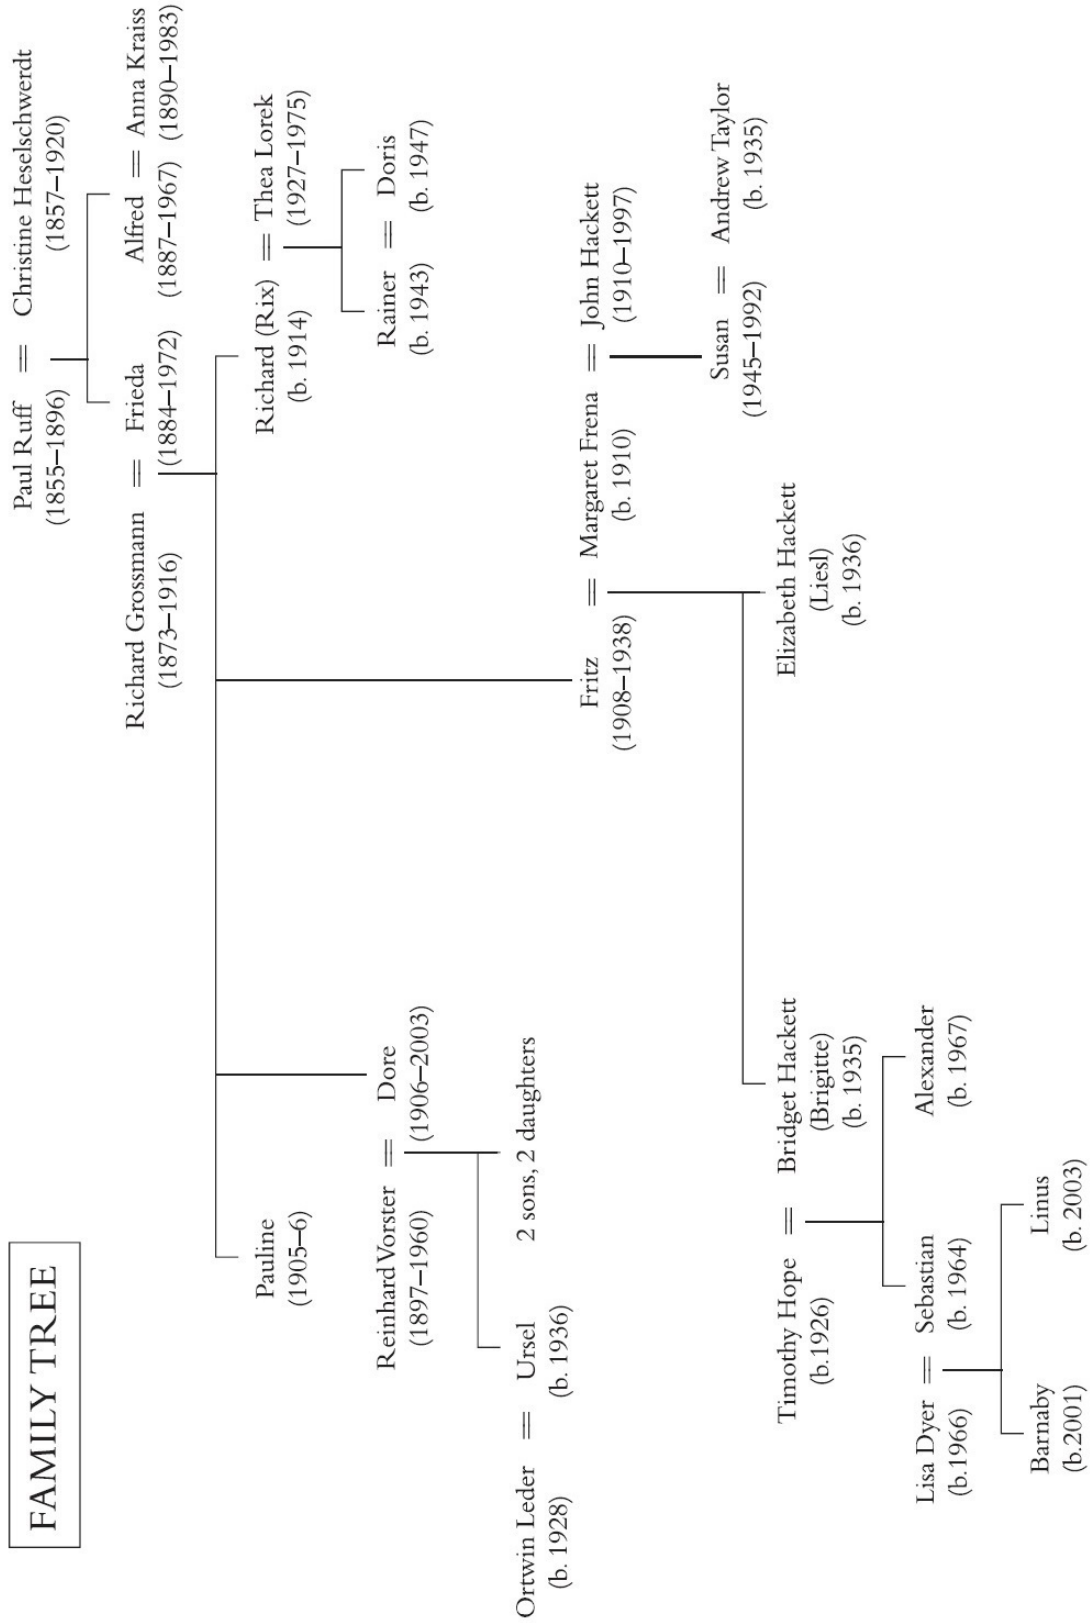 FAMILY TREE
Paul Ruff = Christine Heselschwerdt
(1855–1896) (1857–1920)
Richard Grossmann = Frieda Alfred = Anna Kraiss
(1873–1916) (1884–1972) (1887–1967) (1890–1983)
Pauline Richard (Rix) = Thea Lorek
(1905–6) (b. 1914) (1927–1975)
Reinhard Vorster = Dore Rainer = Doris
(1897–1960) (1906–2003) (b. 1943) (b. 1947)
Ortwin Leder = Ursel 2 sons, 2 daughters
(b. 1928) (b. 1936)
Fritz = Margaret Frena = John Hackett
(1908–1938) (b. 1910) (1910–1997)
Susan = Andrew Taylor
(1945–1992) (b. 1935)
Timothy Hope = Bridget Hackett Elizabeth Hackett
(b.1926) (Brigitte) (Liesl)
(b. 1935) (b. 1936)
Lisa Dyer = Sebastian Alexander
(b.1966) (b. 1964) (b. 1967)
Barnaby Linus
(b.2001) (b. 2003)